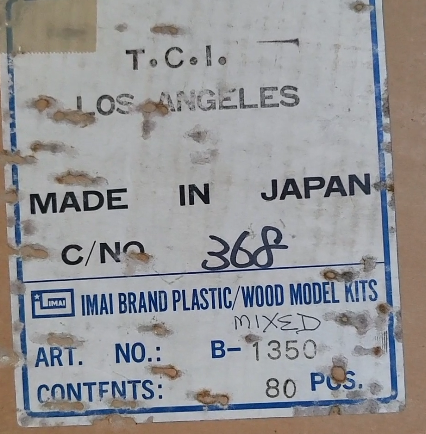 T.C.I.
LOS ANGELES
MADE IN JAPAN
C/NO 368
IMAI IMAI BRAND PLASTIC/WOOD MODEL KITS
MIXED
ART. NO.: B-1350
CONTENTS: 80 PCS.